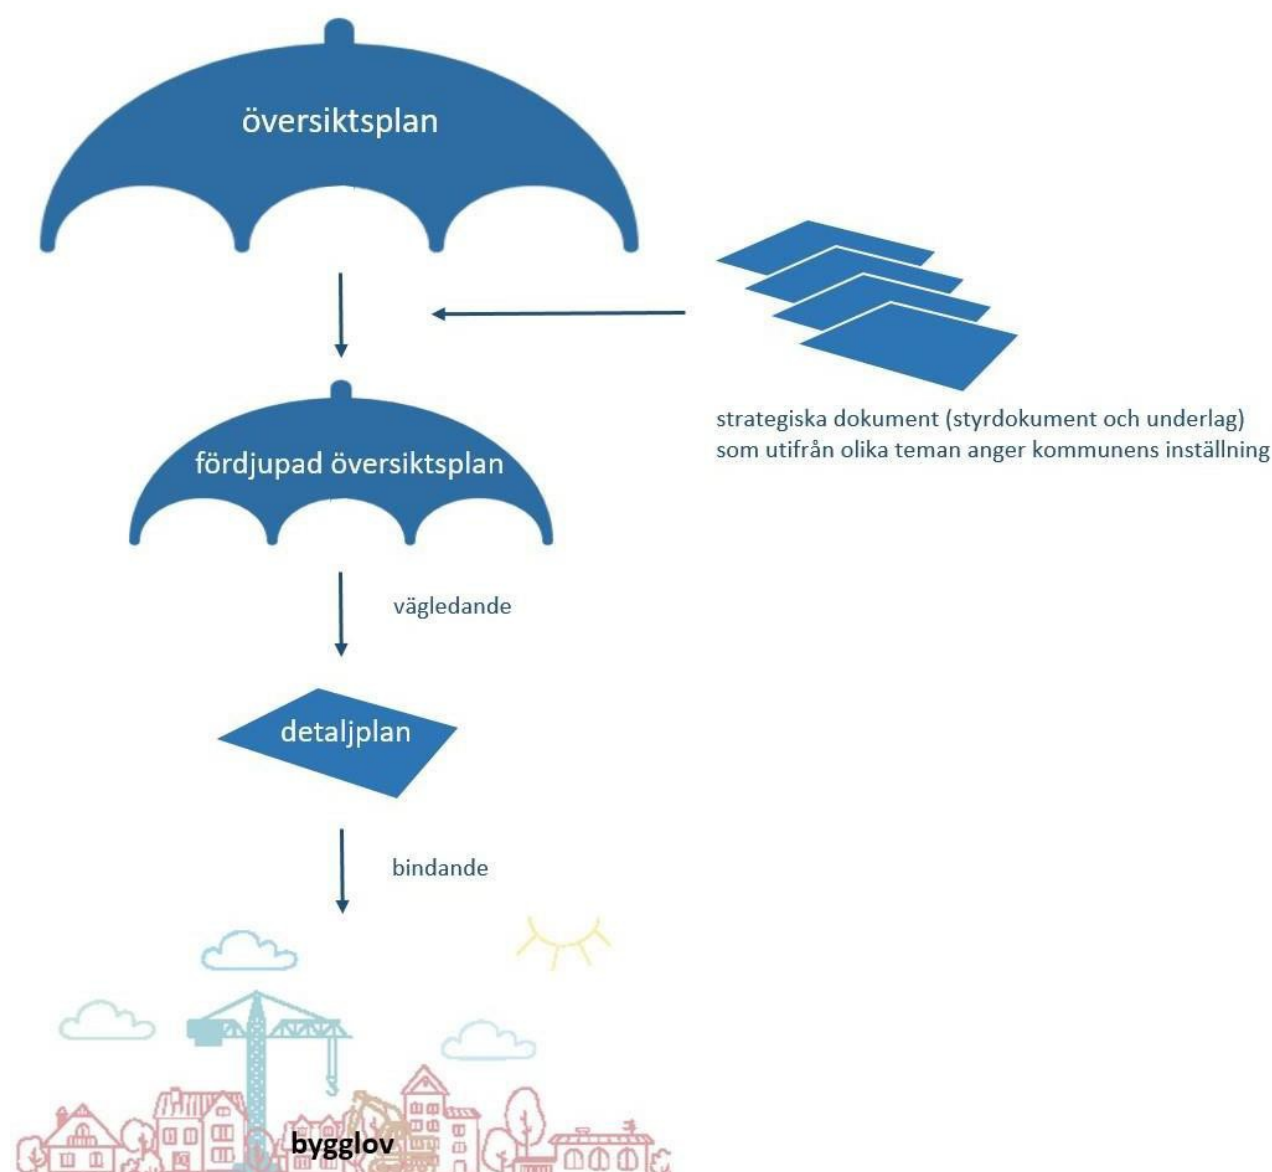 översiktsplan
strategiska dokument (styrdokument och underlag)
som utifrån olika teman anger kommunens inställning
fördjupad översiktsplan
vägledande
detaljplan
bindande
bygglov